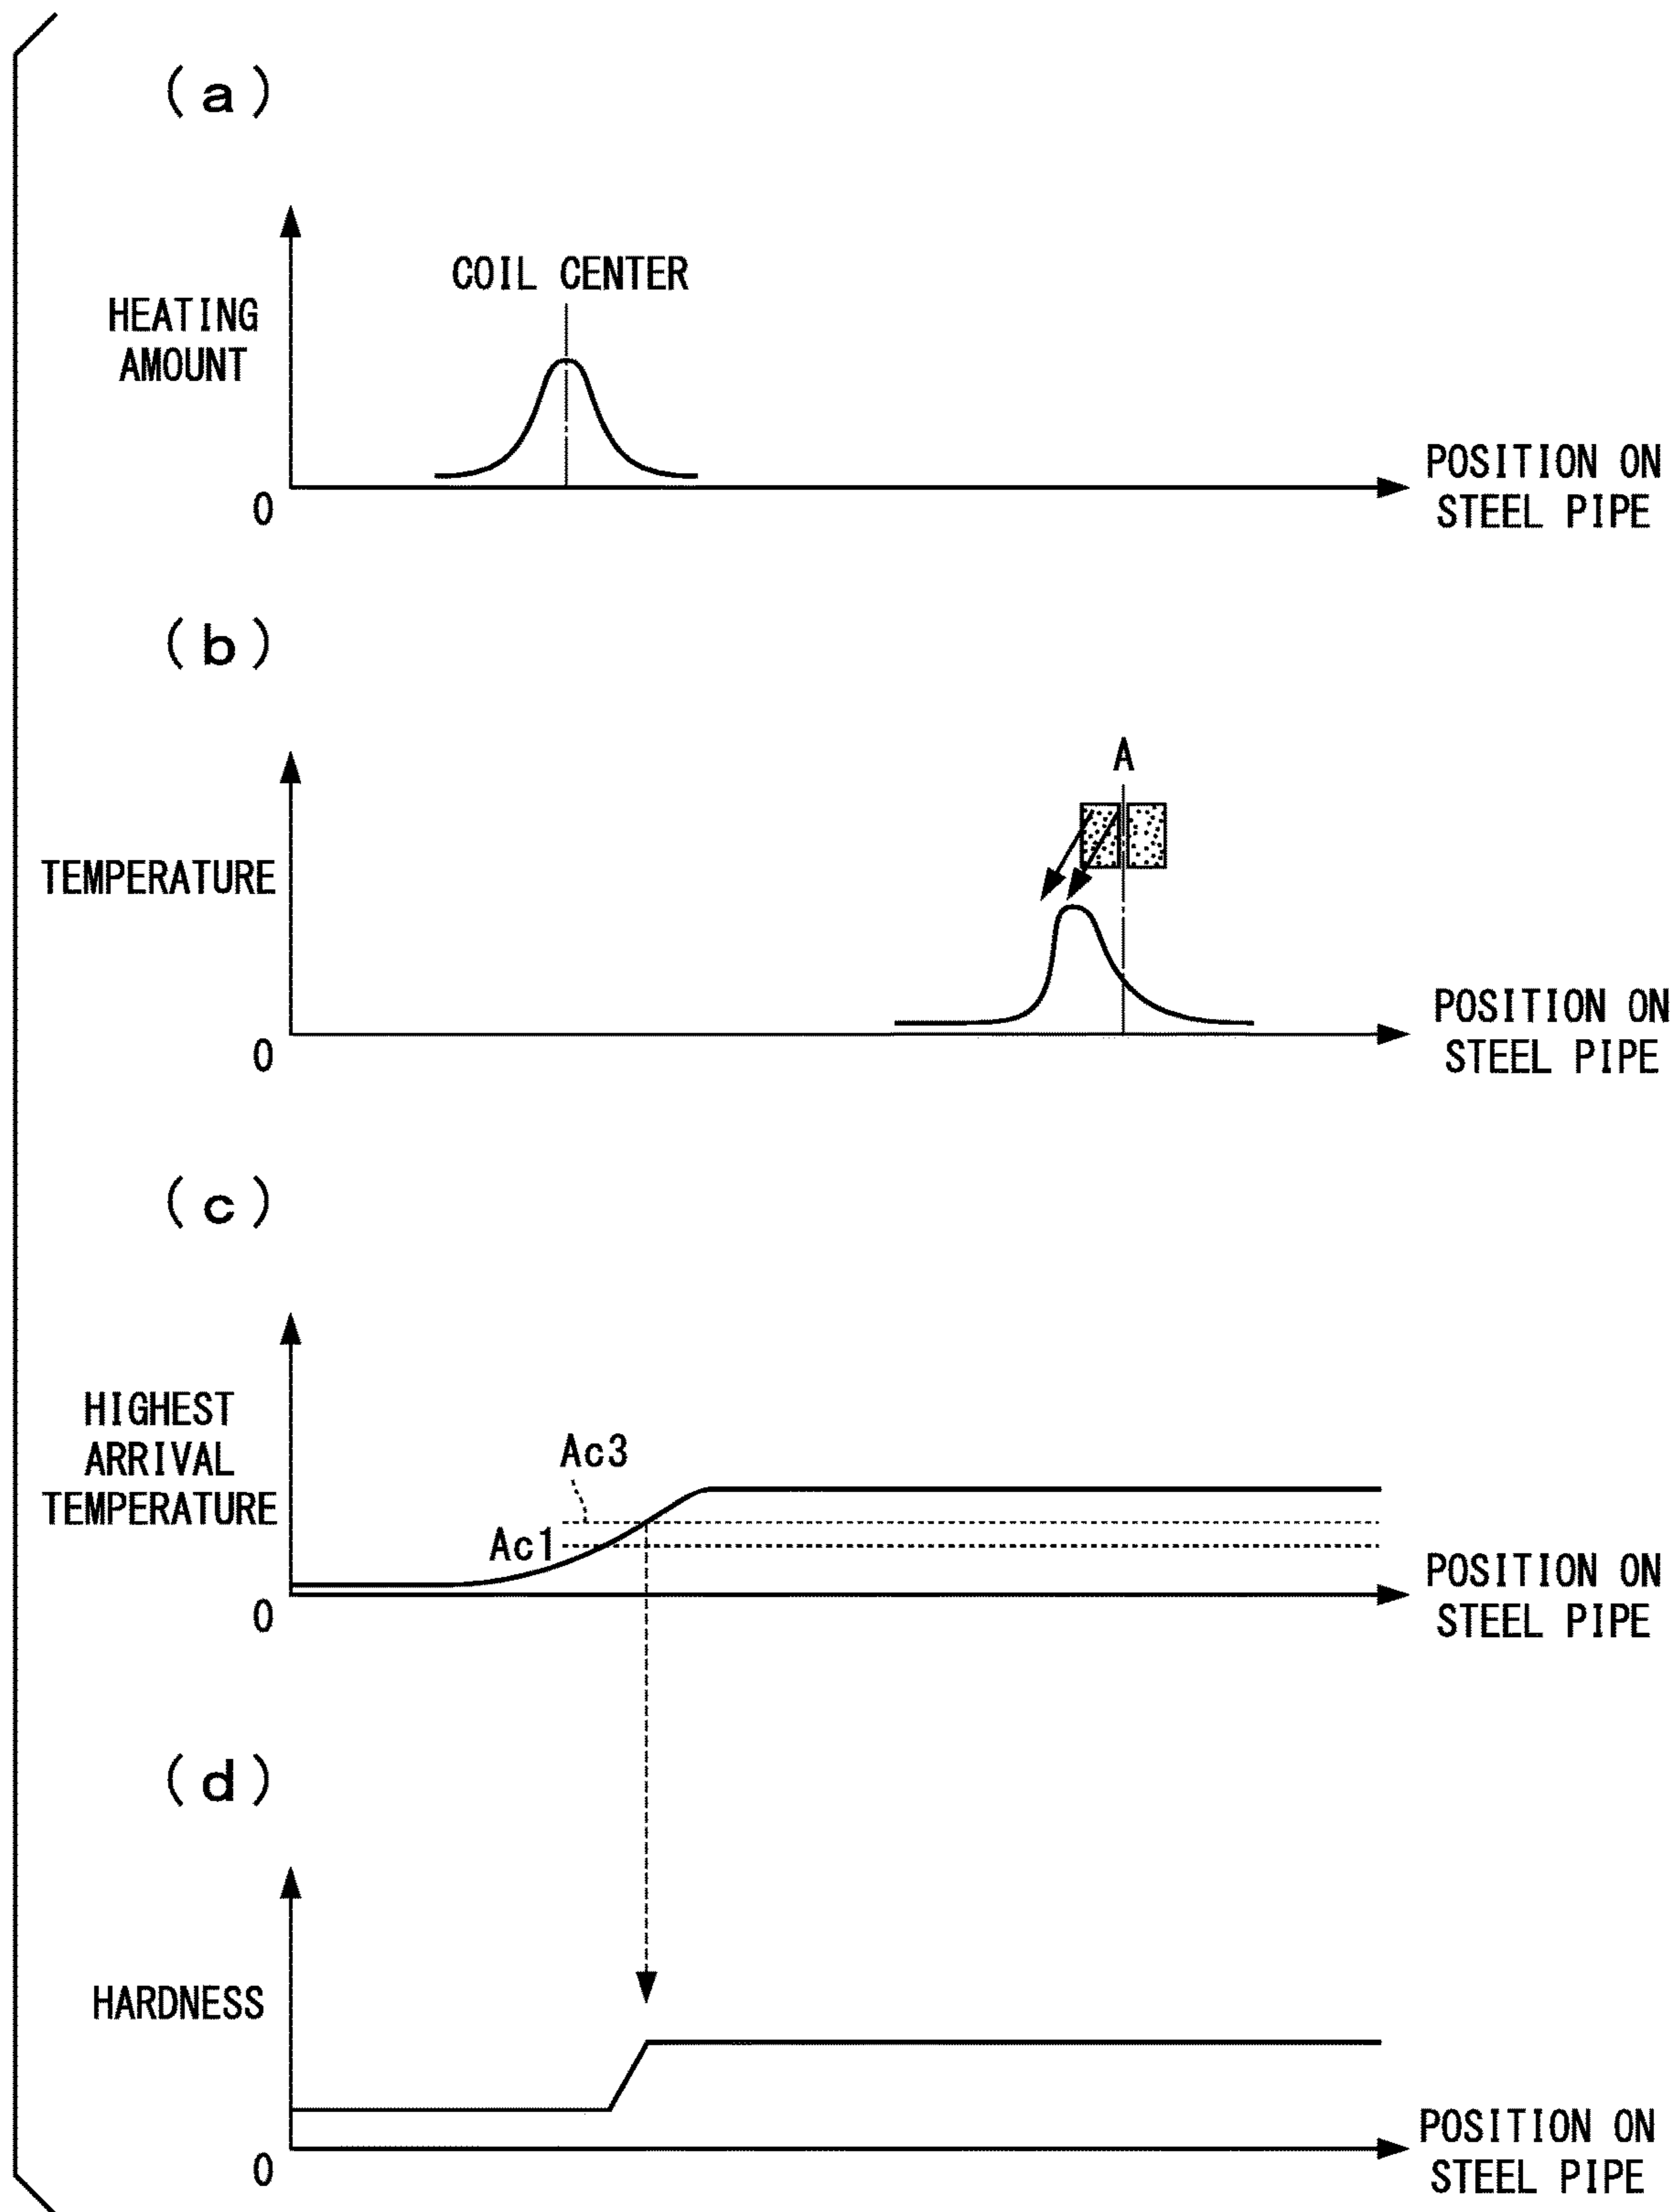 (a)
COIL CENTER
HEATING
AMOUNT
0
POSITION ON
STEEL PIPE
(b)
A
TEMPERATURE
0
POSITION ON
STEEL PIPE
(c)
HIGHEST
ARRIVAL
TEMPERATURE
Ac3
Ac1
0
POSITION ON
STEEL PIPE
(d)
HARDNESS
0
POSITION ON
STEEL PIPE